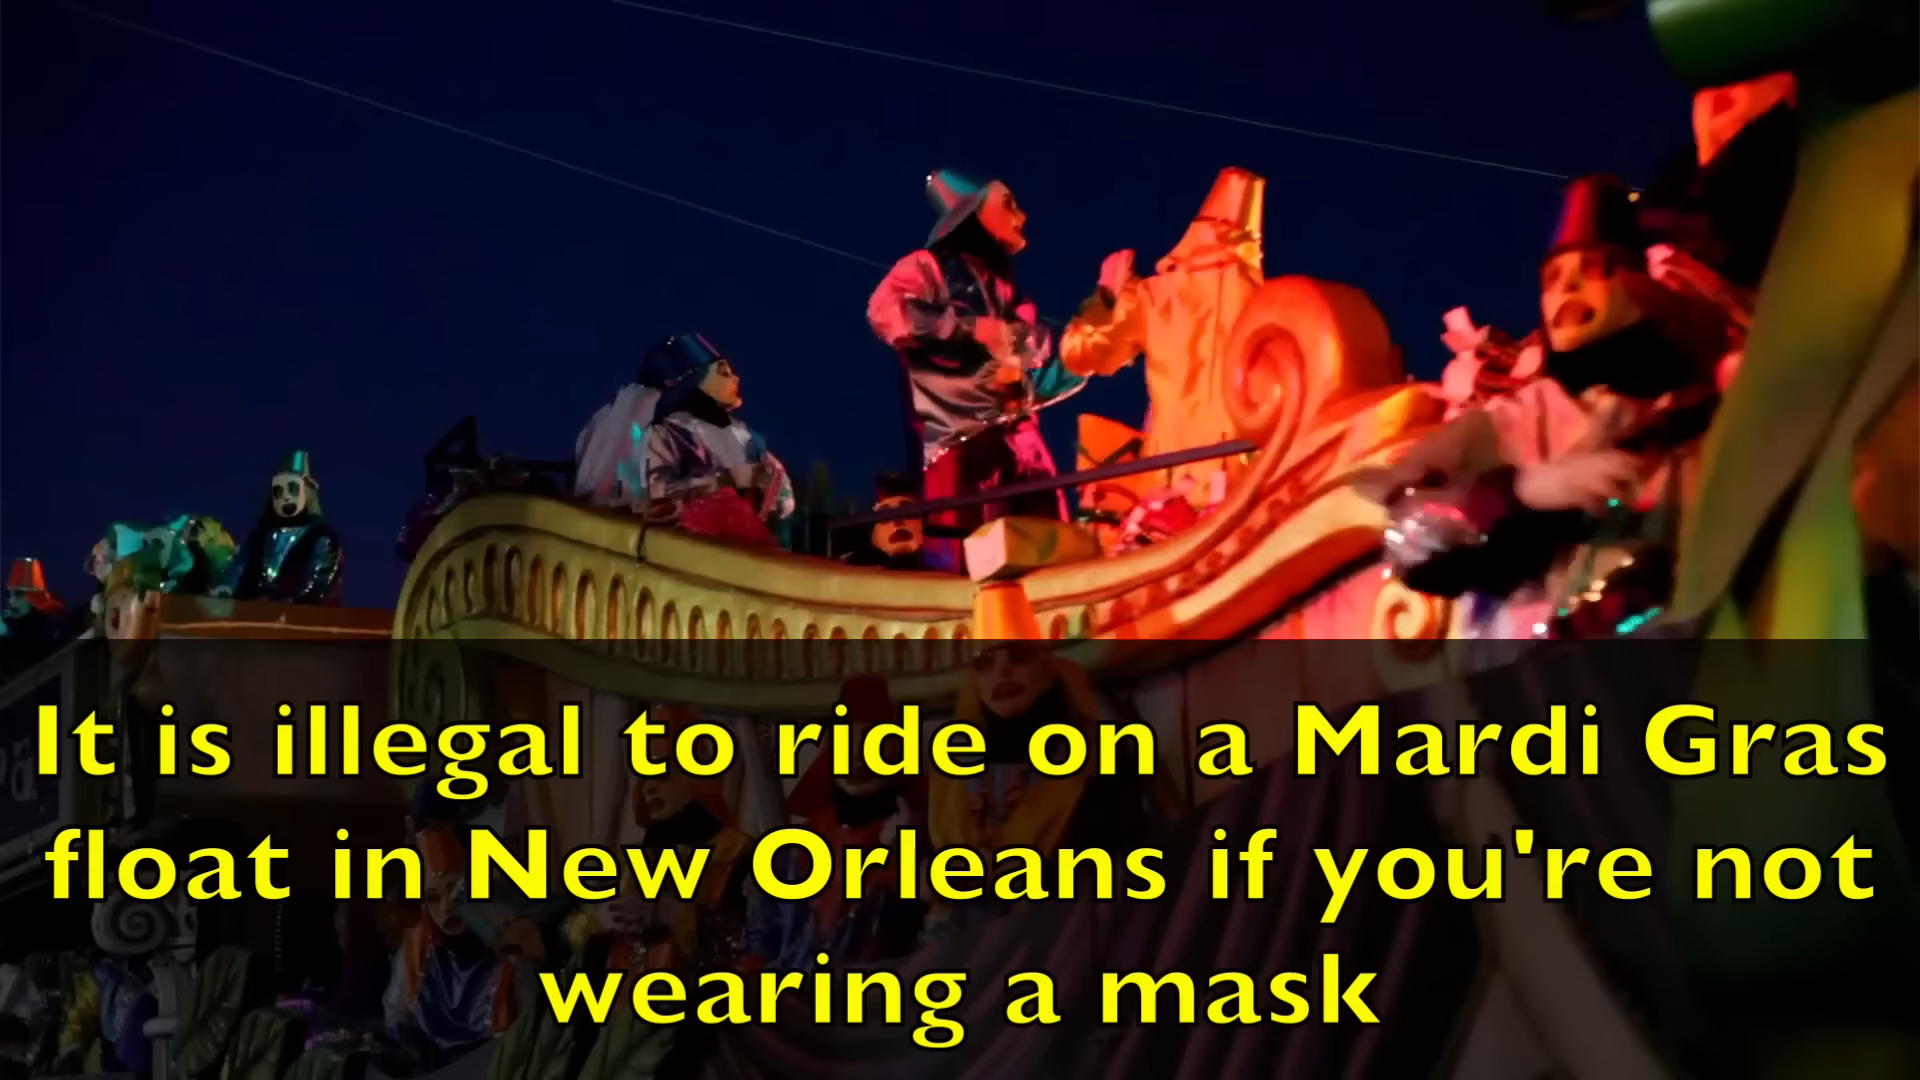 It is illegal to ride on a Mardi Gras
float in New Orleans if you're not
wearing a mask